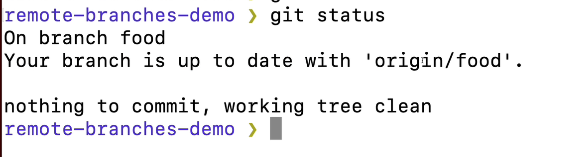 remote-branches-demo ❯ git status
On branch food
Your branch is up to date with 'origin/food'.
nothing to commit, working tree clean
remote-branches-demo ❯